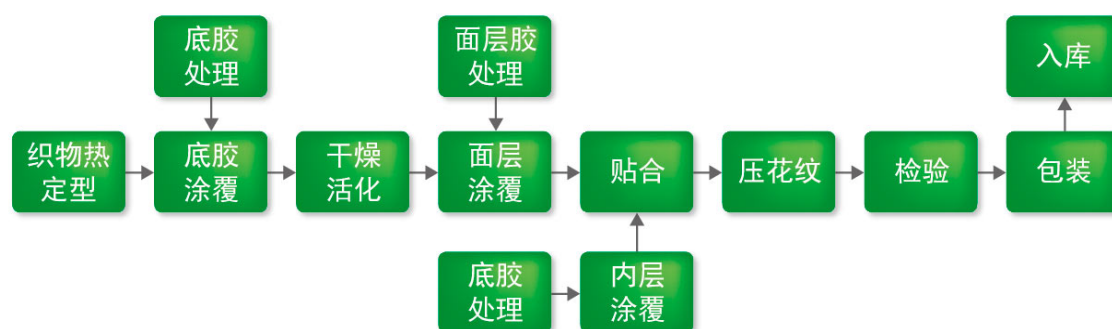 底胶
处理
面层胶
处理
入库
织物热
定型
底胶
涂覆
干燥
活化
面层
涂覆
贴合
压花纹
检验
包装
底胶
处理
内层
涂覆